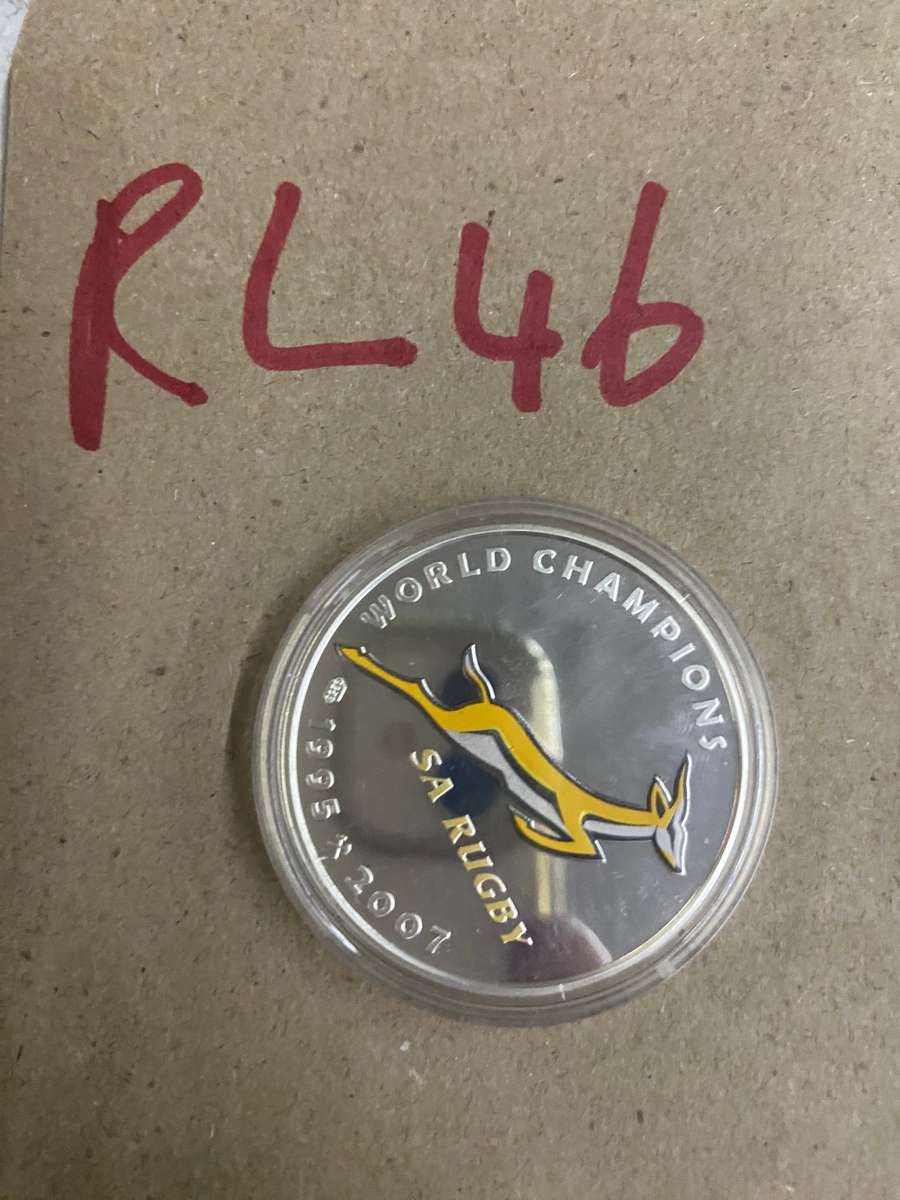 RL46
WORLD CHAMPIONS
SA RUGBY
1995 2007